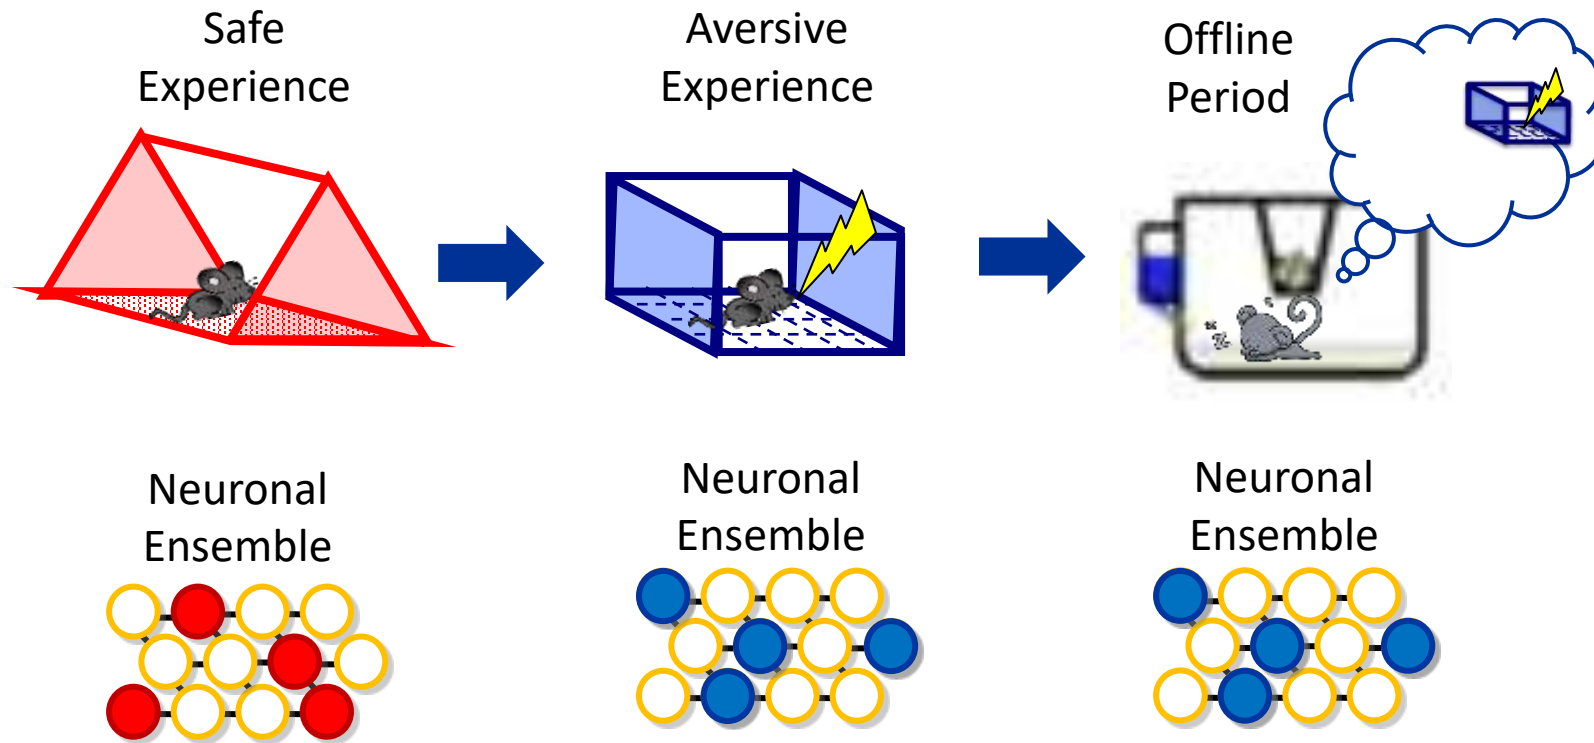 Safe
Experience
Aversive
Experience
Offline
Period
Neuronal
Ensemble
Neuronal
Ensemble
Neuronal
Ensemble